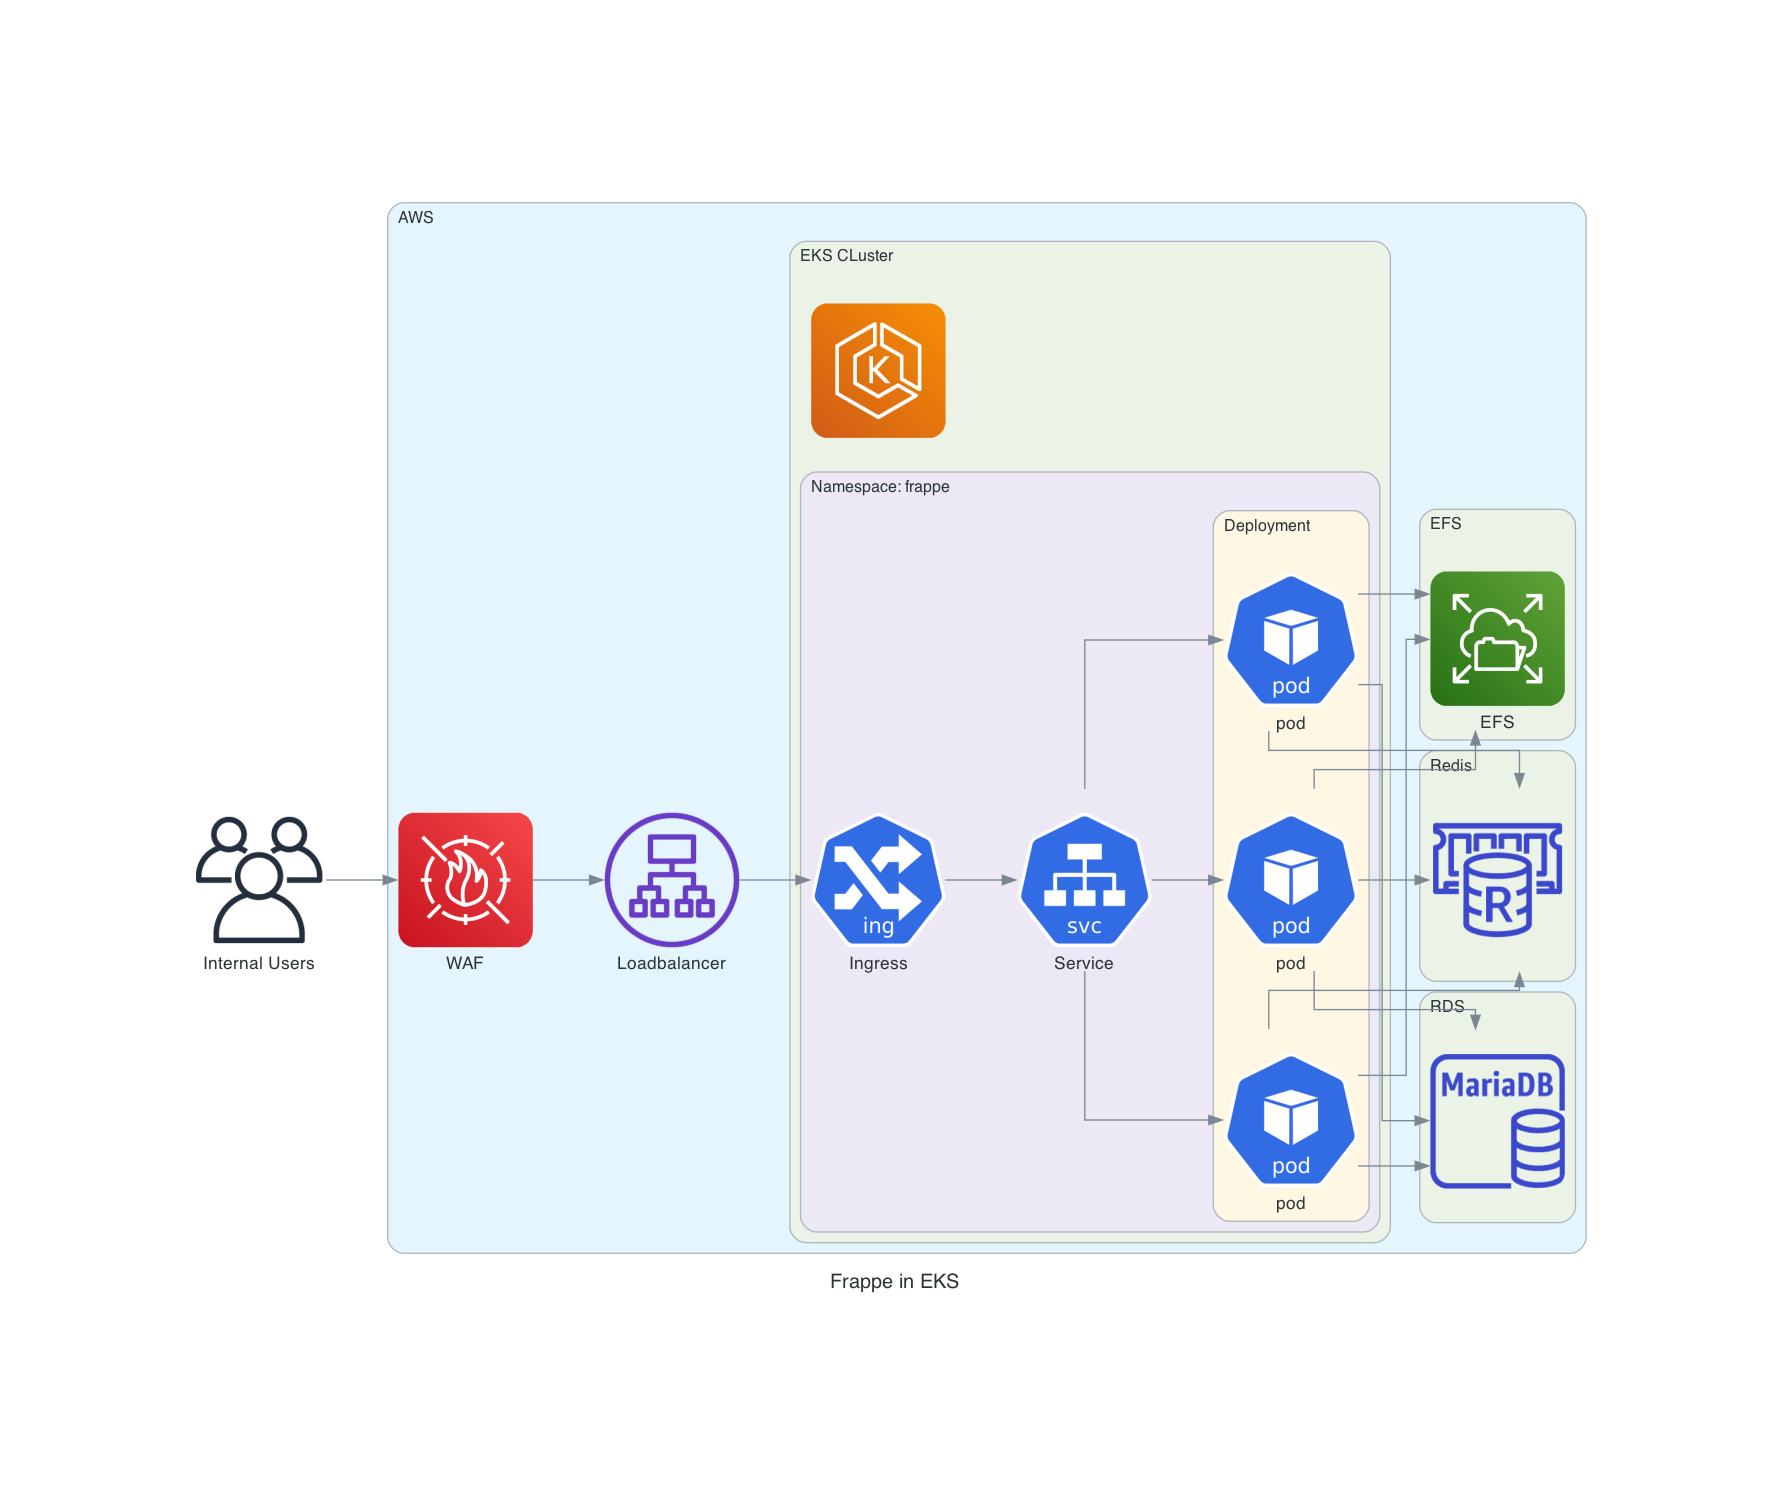 AWS
EKS CLuster
K
Namespace: frappe
Deployment
EFS
pod
pod
EFS
Redis
ing
svc
pod
R
Internal Users
WAF
Loadbalancer
Ingress
Service
pod
RDS
MariaDB
pod
pod
Frappe in EKS